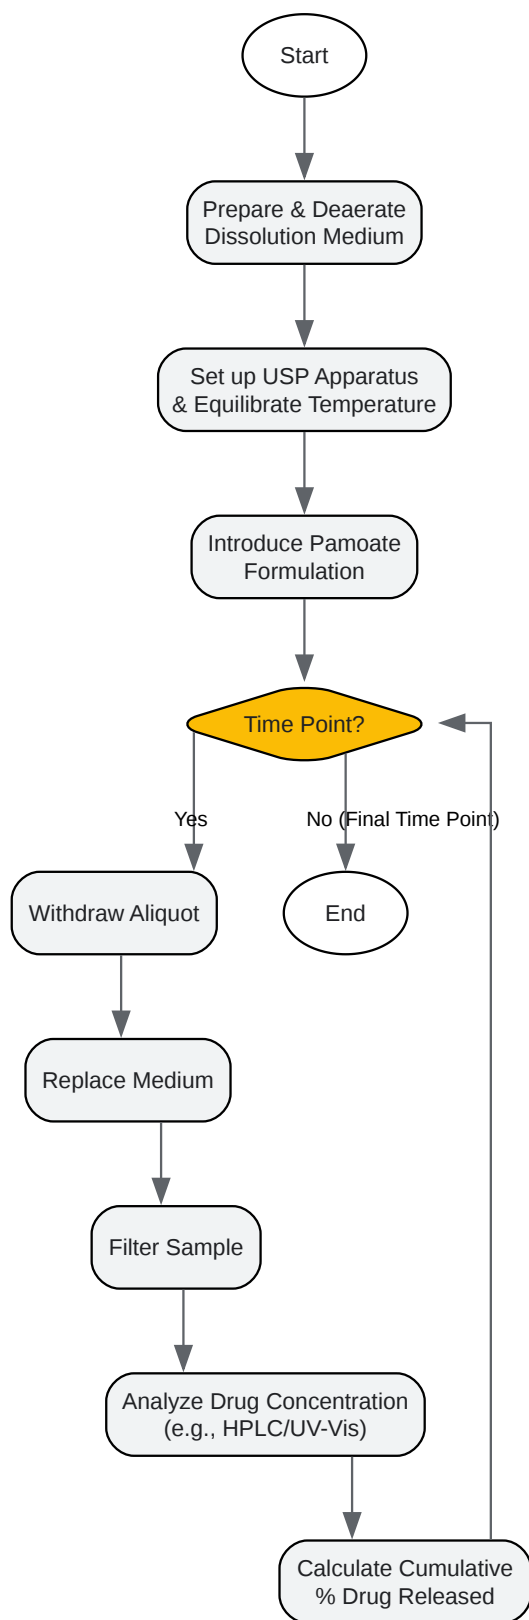 Start
Prepare & Deaerate
Dissolution Medium
Set up USP Apparatus
& Equilibrate Temperature
Introduce Pamoate
Formulation
Time Point?
Yes
No (Final Time Point)
Withdraw Aliquot
End
Replace Medium
Filter Sample
Analyze Drug Concentration
(e.g., HPLC/UV-Vis)
Calculate Cumulative
% Drug Released